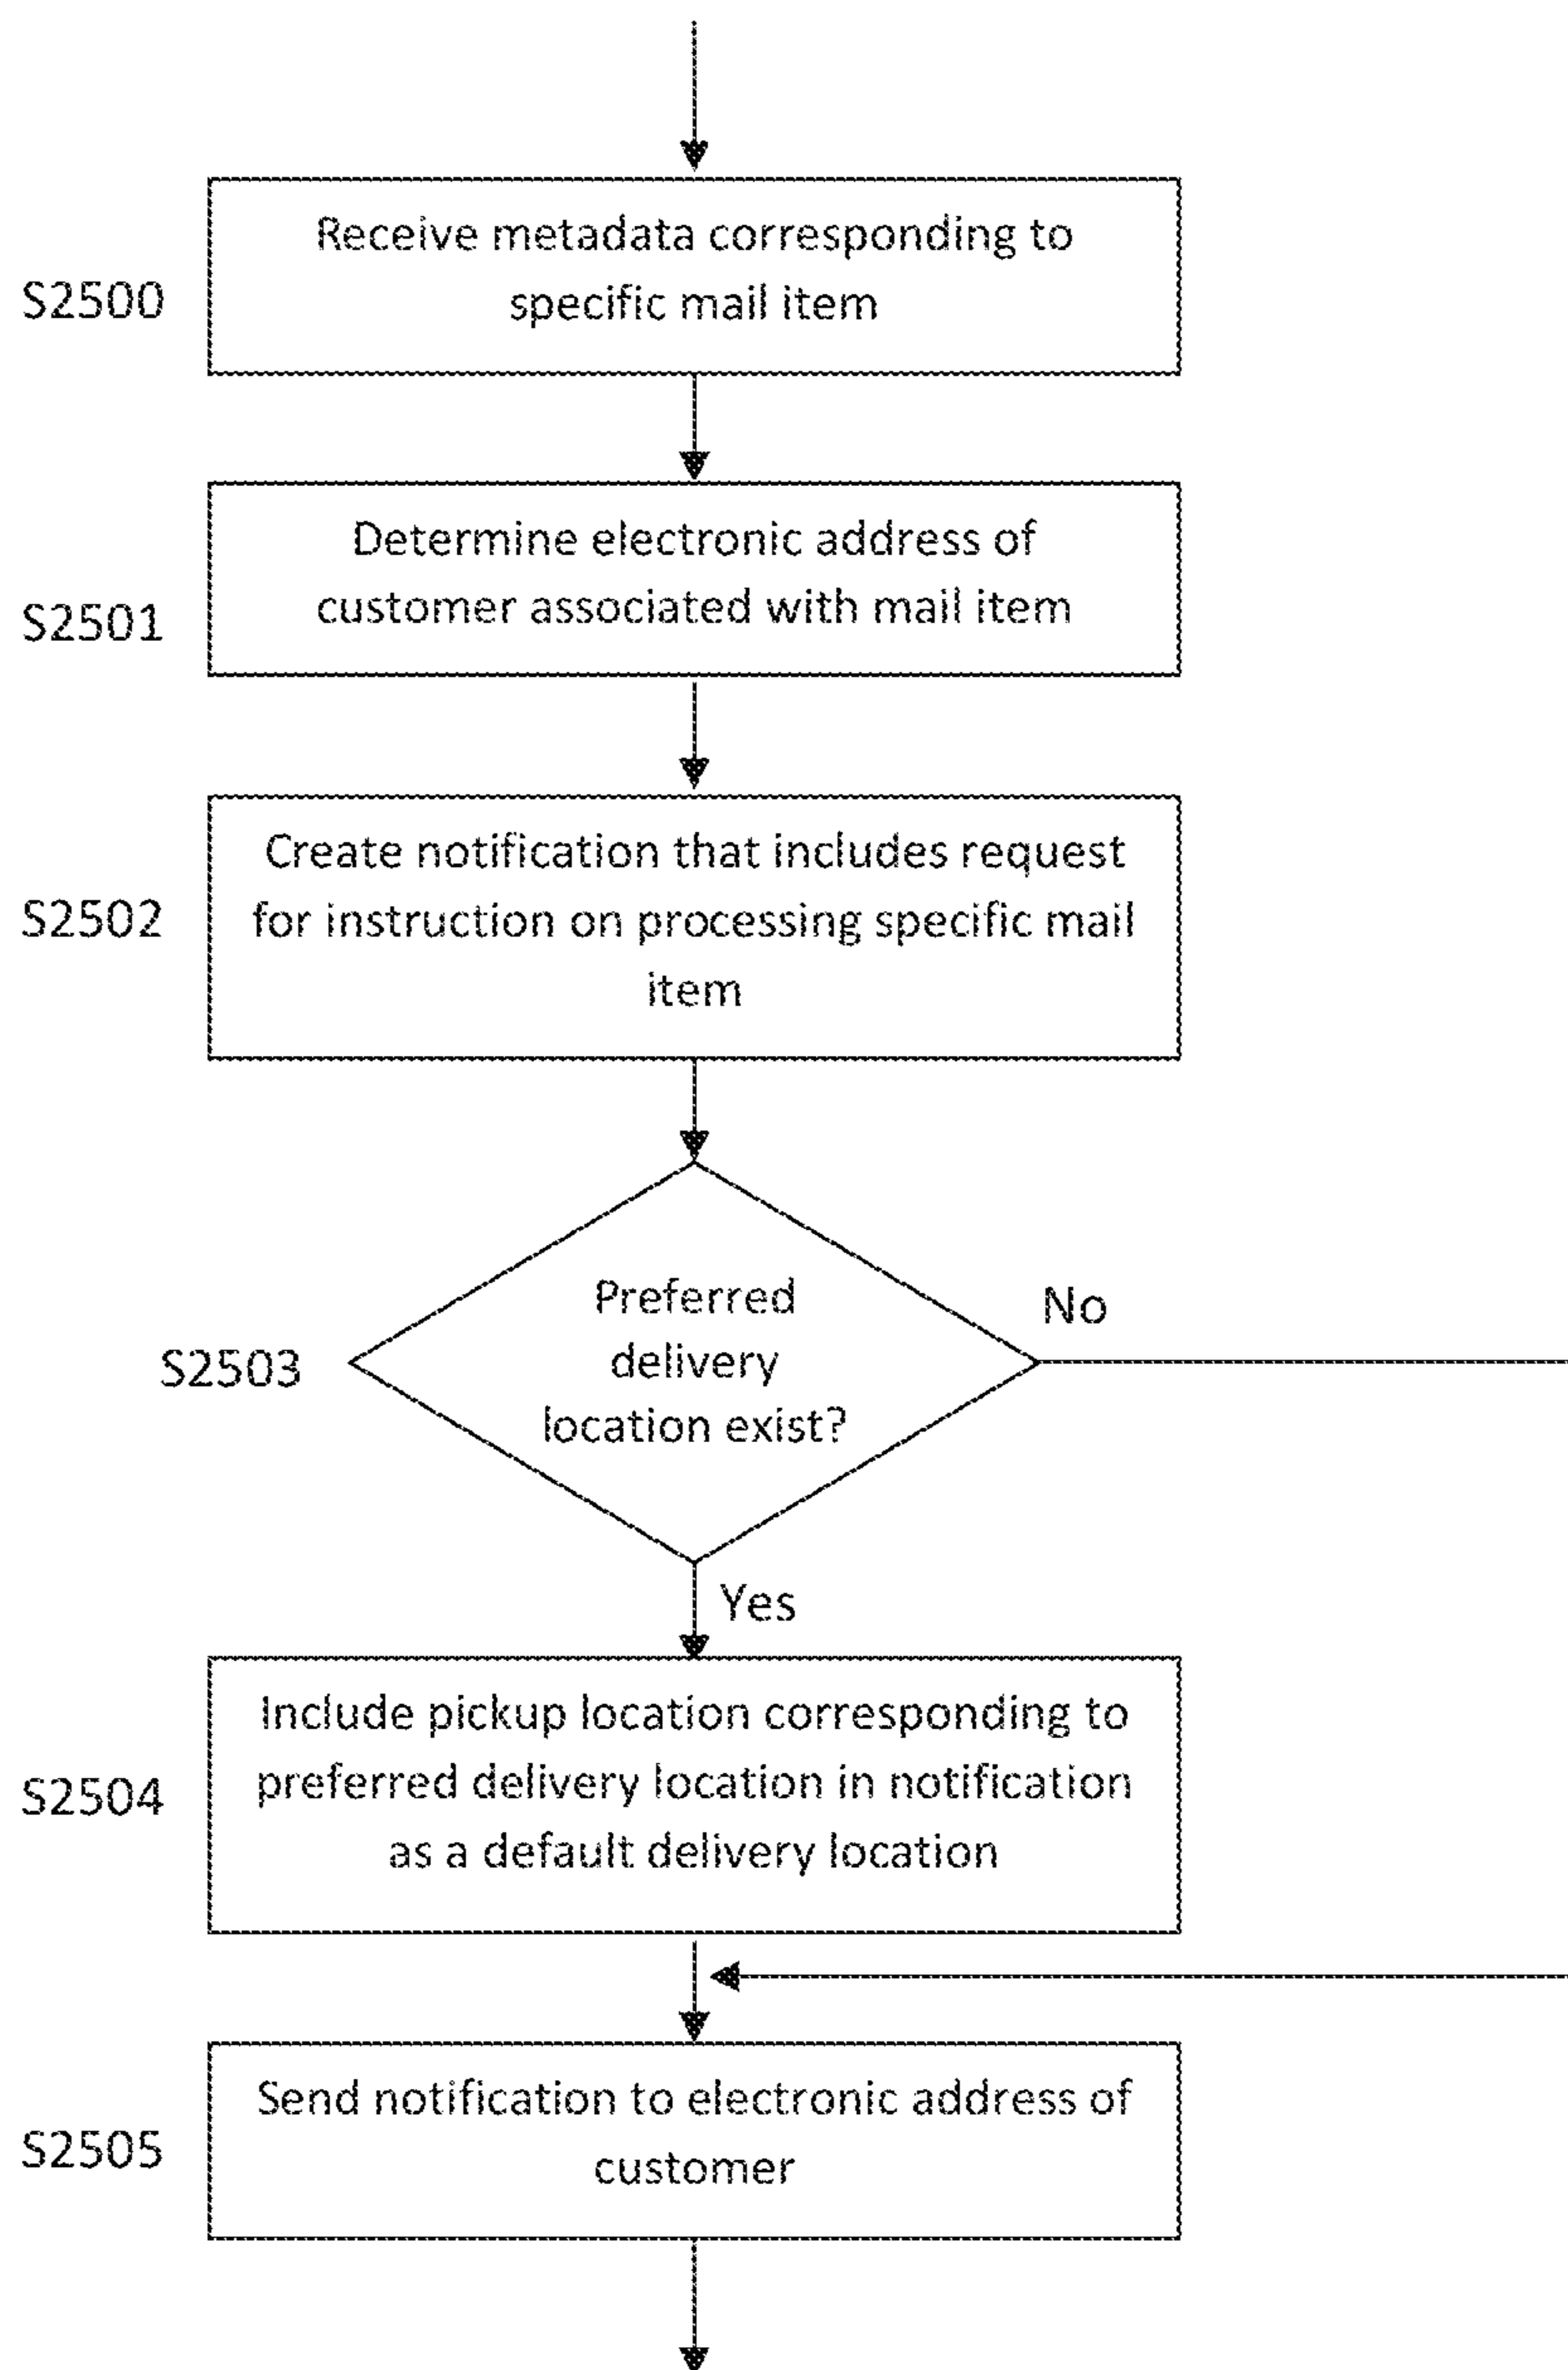 Receive metadata corresponding to
specific mail item
S2500
Determine electronic address of
customer associated with mail item
S2501
Create notification that includes request
for instruction on processing specific mail
item
S2502
Preferred
delivery
location exist?
S2503
No
Yes
Include pickup location corresponding to
preferred delivery location in notification
as a default delivery location
S2504
Send notification to electronic address of
customer
S2505